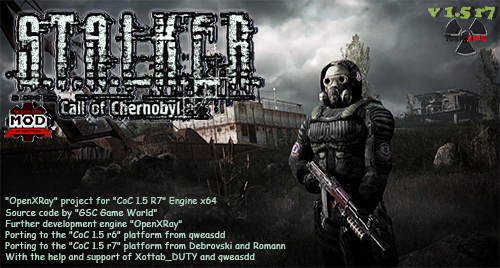 v 1.5 r7
S.T.A.L.K.E.R
Call of Chernobyl
MOD
"OpenXRay" project for "CoC 1.5 R7" Engine x64
Source code by "GSC Game World"
Further development engine "OpenXRay"
Porting to the "CoC 1.5 r6" platform from qweasdd
Porting to the "CoC 1.5 r7" platform from Debrovski and Romann
With the help and support of Xottab_DUTY and qweasdd